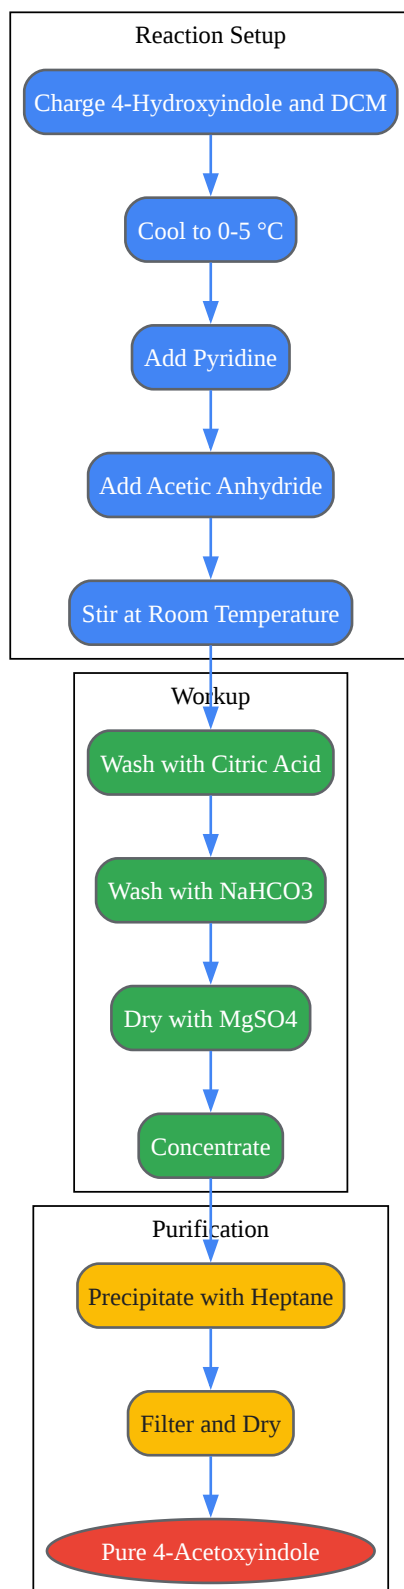 Reaction Setup
Charge 4-Hydroxyindole and DCM
Cool to 0-5 °C
Add Pyridine
Add Acetic Anhydride
Stir at Room Temperature
Workup
Wash with Citric Acid
Wash with NaHCO3
Dry with MgSO4
Concentrate
Purification
Precipitate with Heptane
Filter and Dry
Pure 4-Acetoxyindole